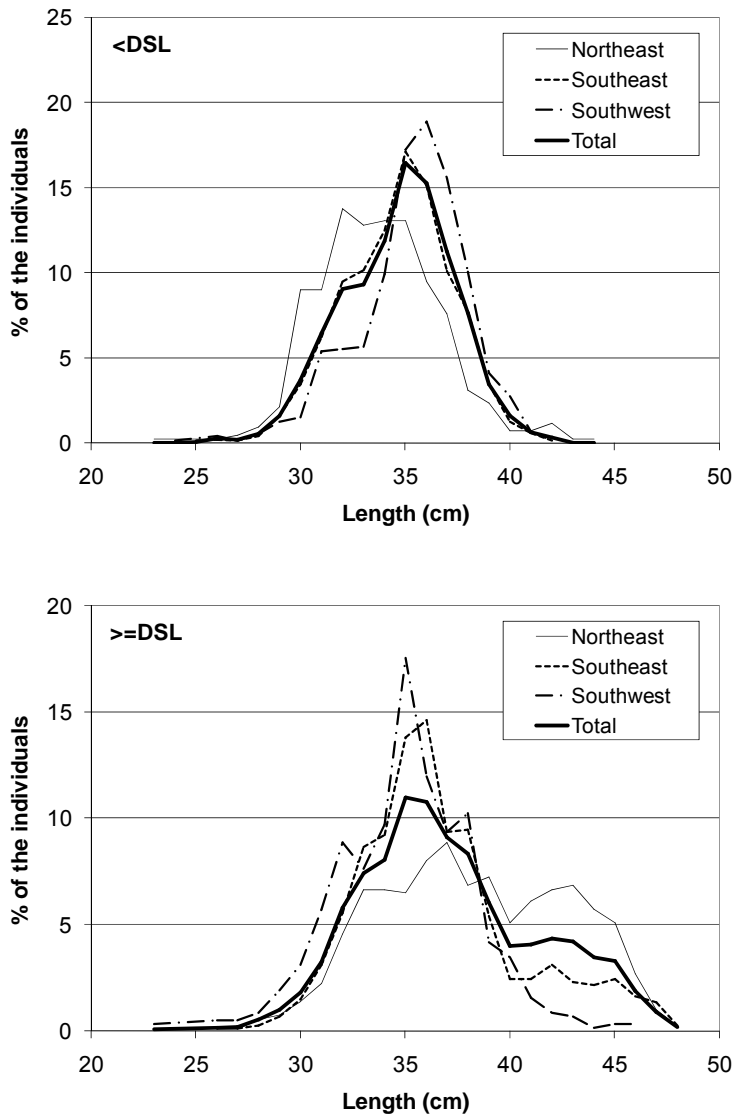 25
20
15
10
5
0
20 25 30 35 40 45 50
% of the individuals
Length (cm)
<DSL
Northeast
Southeast
Southwest
Total
20
15
10
5
0
20 25 30 35 40 45 50
% of the individuals
Length (cm)
>=DSL
Northeast
Southeast
Southwest
Total